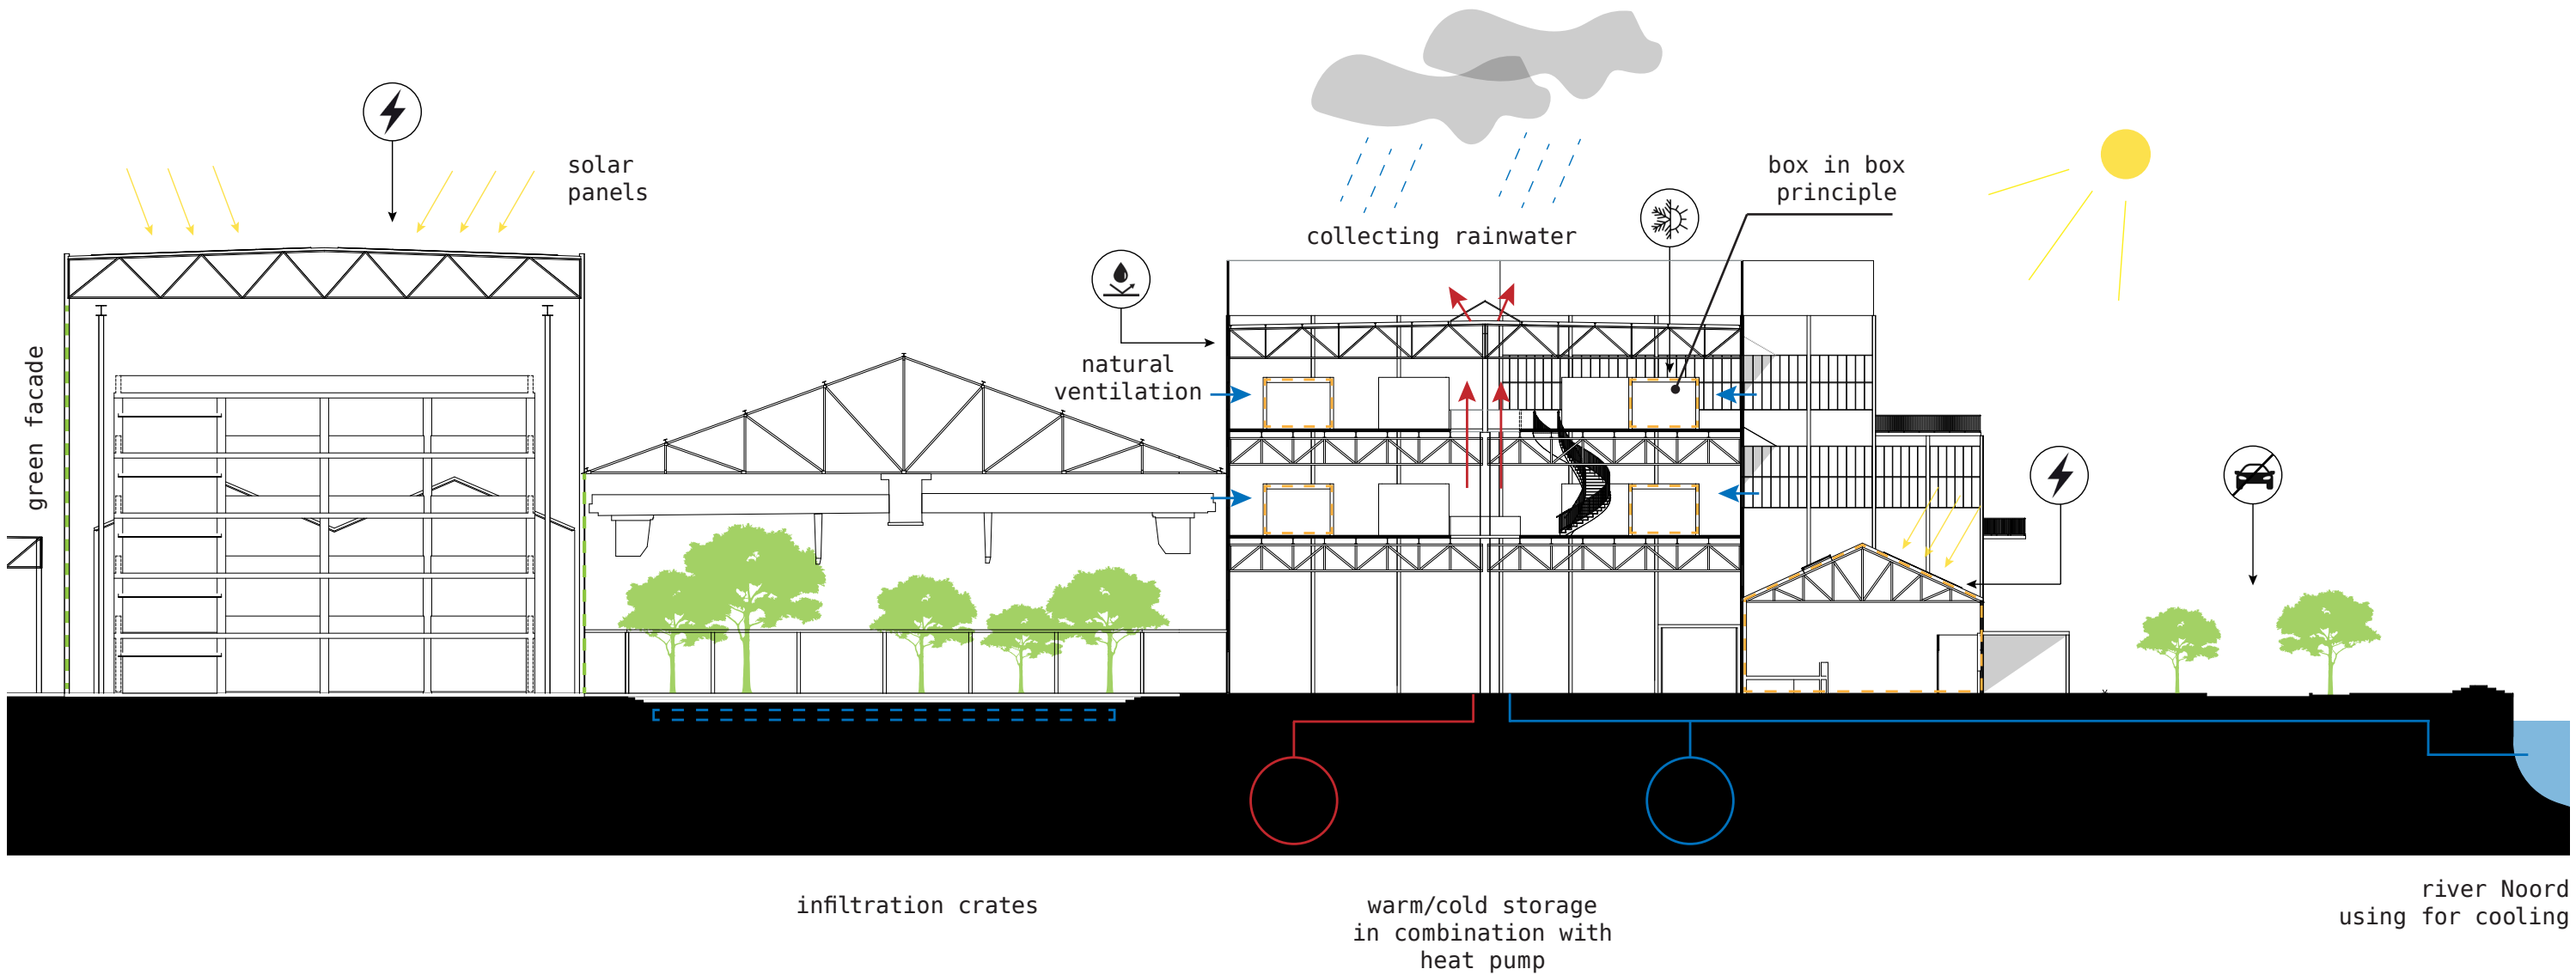 solar
panels
box in box
principle
collecting rainwater
green facade
natural
ventilation
infiltration crates
warm/cold storage
in combination with
heat pump
river Noord
using for cooling